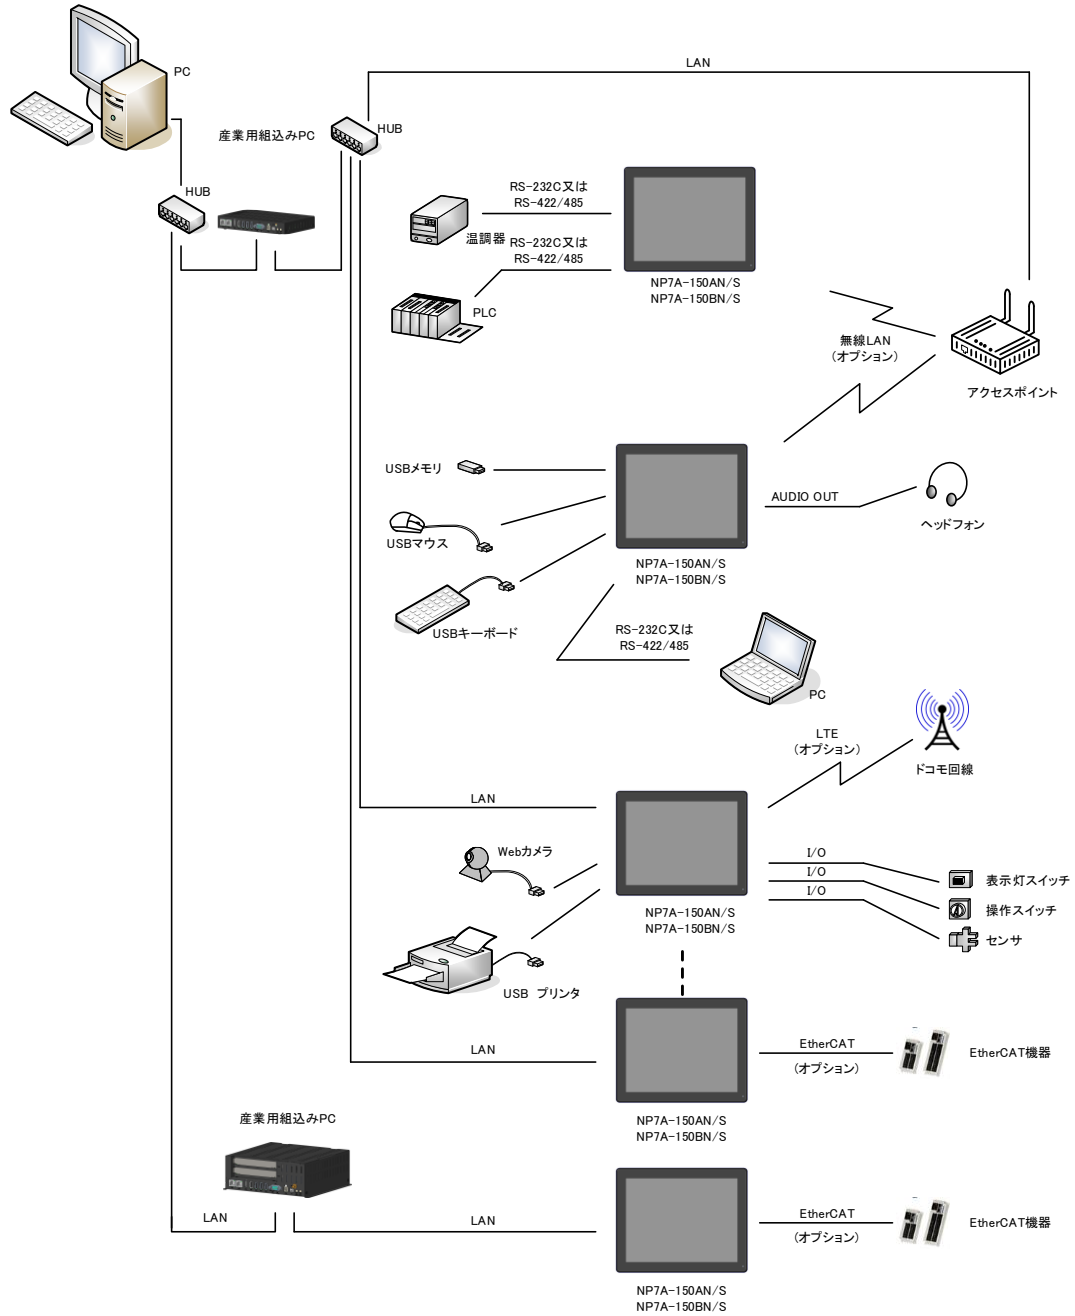 PC
LAN
産業用組込みPC
HUB
HUB
RS-232C又は
RS-422/485
温調器
RS-232C又は
RS-422/485
PLC
NP7A-150AN/S
NP7A-150BN/S
無線LAN
(オプション)
アクセスポイント
USBメモリ
USBマウス
USBキーボード
AUDIO OUT
ヘッドフォン
NP7A-150AN/S
NP7A-150BN/S
RS-232C又は
RS-422/485
PC
LTE
(オプション)
ドコモ回線
LAN
Webカメラ
I/O
I/O
I/O
表示灯スイッチ
操作スイッチ
センサ
NP7A-150AN/S
NP7A-150BN/S
USB プリンタ
LAN
EtherCAT
(オプション)
EtherCAT機器
NP7A-150AN/S
NP7A-150BN/S
産業用組込みPC
LAN
LAN
EtherCAT
(オプション)
EtherCAT機器
NP7A-150AN/S
NP7A-150BN/S